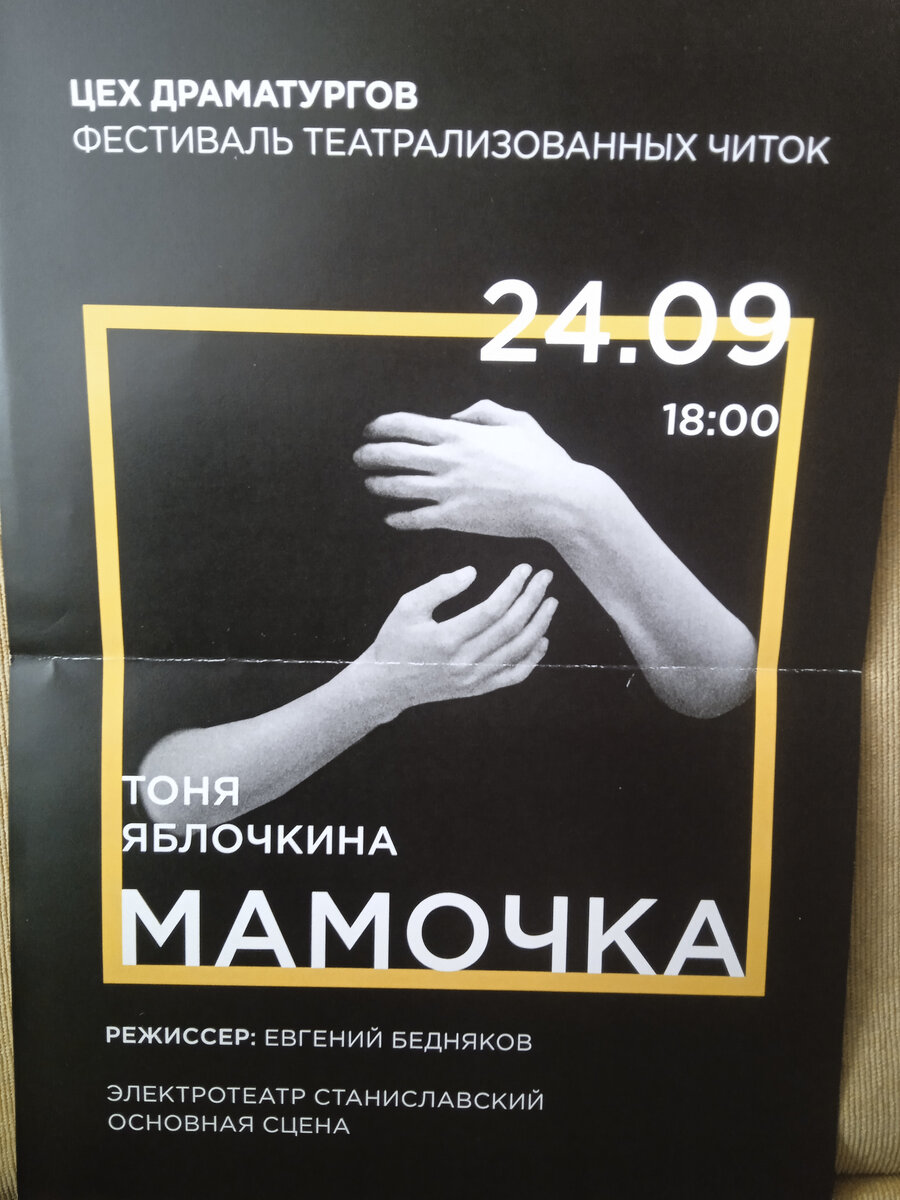 ЦЕХ ДРАМАТУРГОВ
ФЕСТИВАЛЬ ТЕАТРАЛИЗОВАННЫХ ЧИТОК
24.09
18:00
ТОНЯ
ЯБЛОЧКИНА
МАМОЧКА
РЕЖИССЕР: ЕВГЕНИЙ БЕДНЯКОВ
ЭЛЕКТРОТЕАТР СТАНИСЛАВСКИЙ
ОСНОВНАЯ СЦЕНА